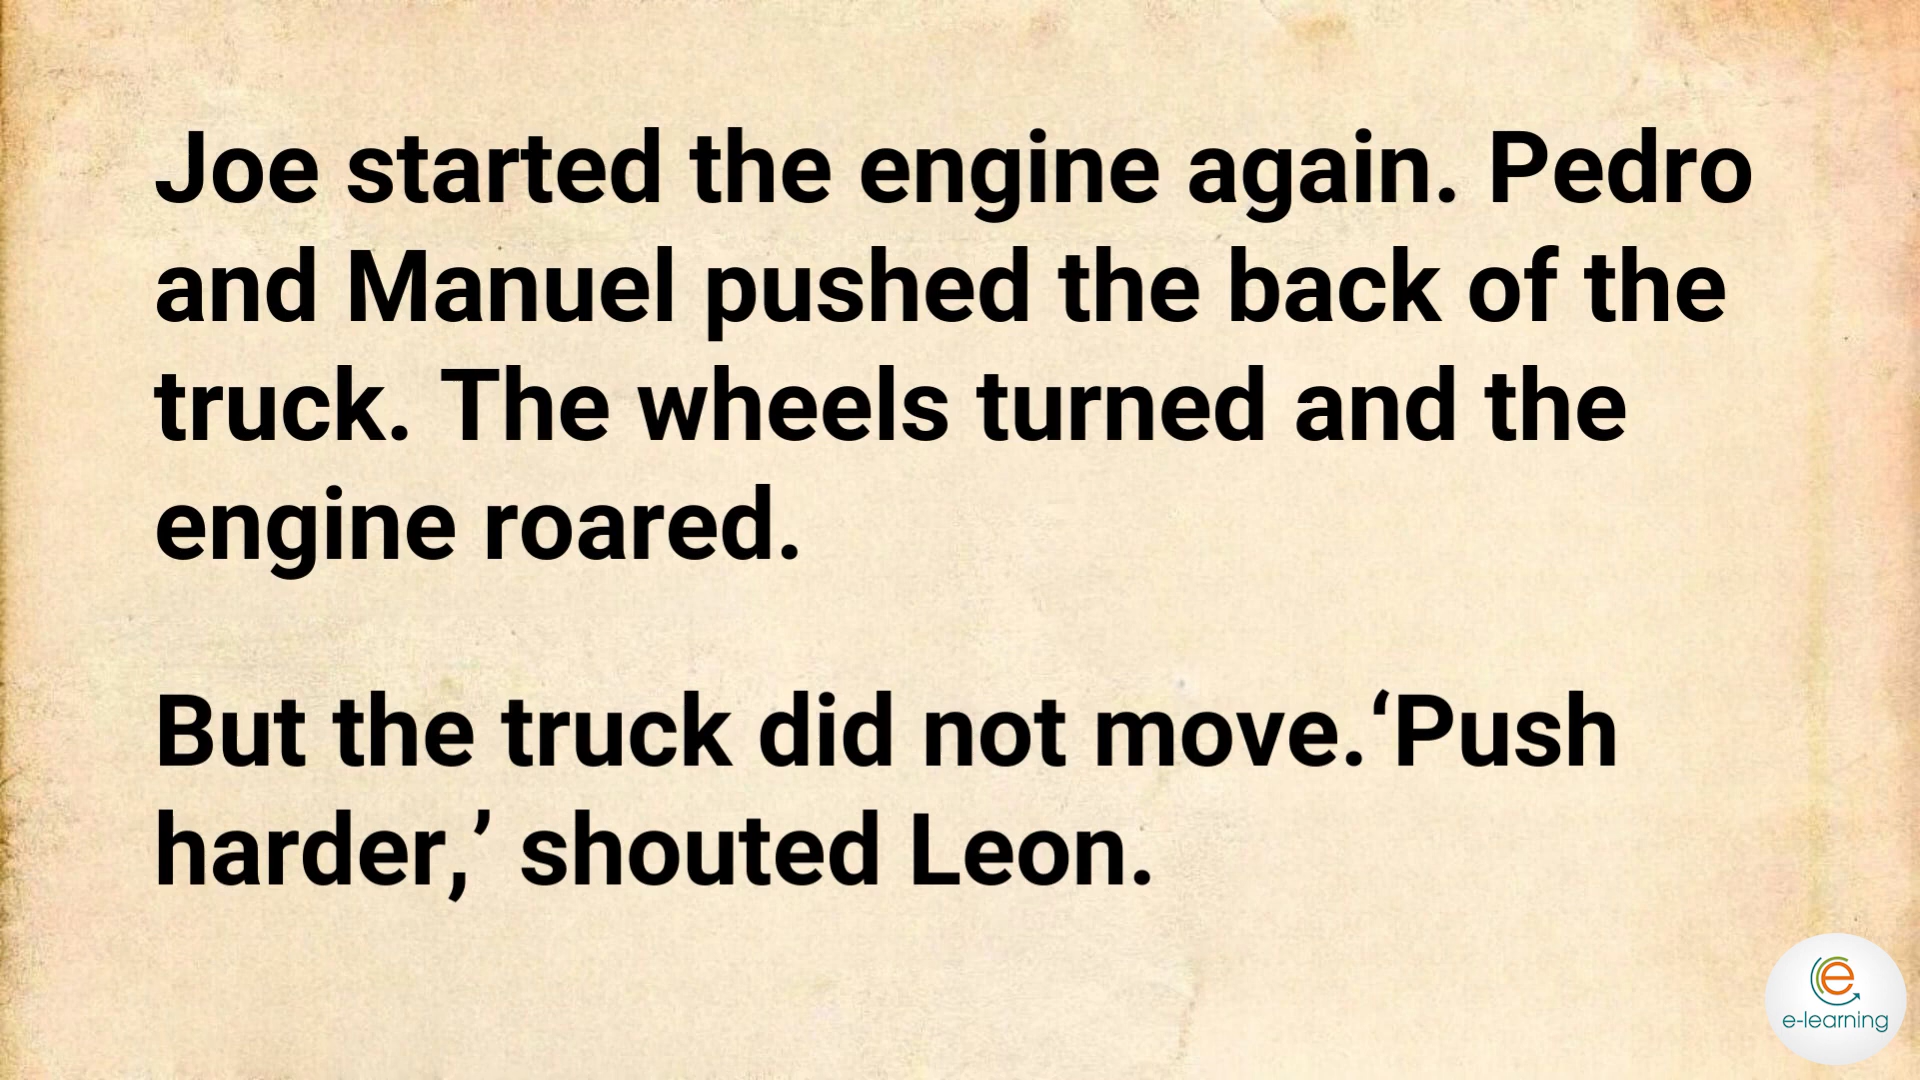 Joe started the engine again. Pedro
and Manuel pushed the back of the
truck. The wheels turned and the
engine roared.
But the truck did not move.‘Push
harder,’ shouted Leon.
e
e-learning